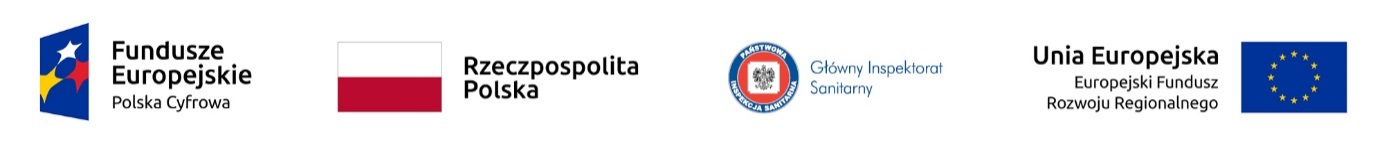 Fundusze
Europejskie
Polska Cyfrowa
Rzeczpospolita
Polska
PAŃSTWOWA
INSPEKCJA SANITARNA
Główny Inspektorat
Sanitarny
Unia Europejska
Europejski Fundusz
Rozwoju Regionalnego